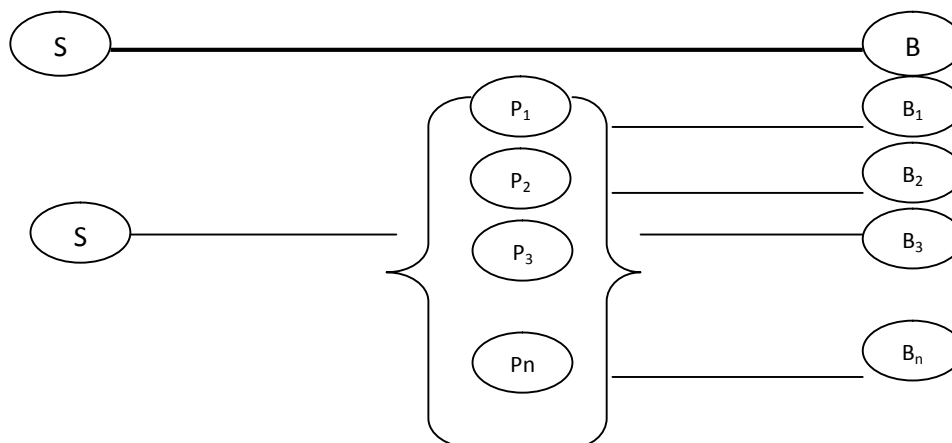 S B
P₁ B₁
P₂ B₂
S P₃ B₃
Pn Bₙ